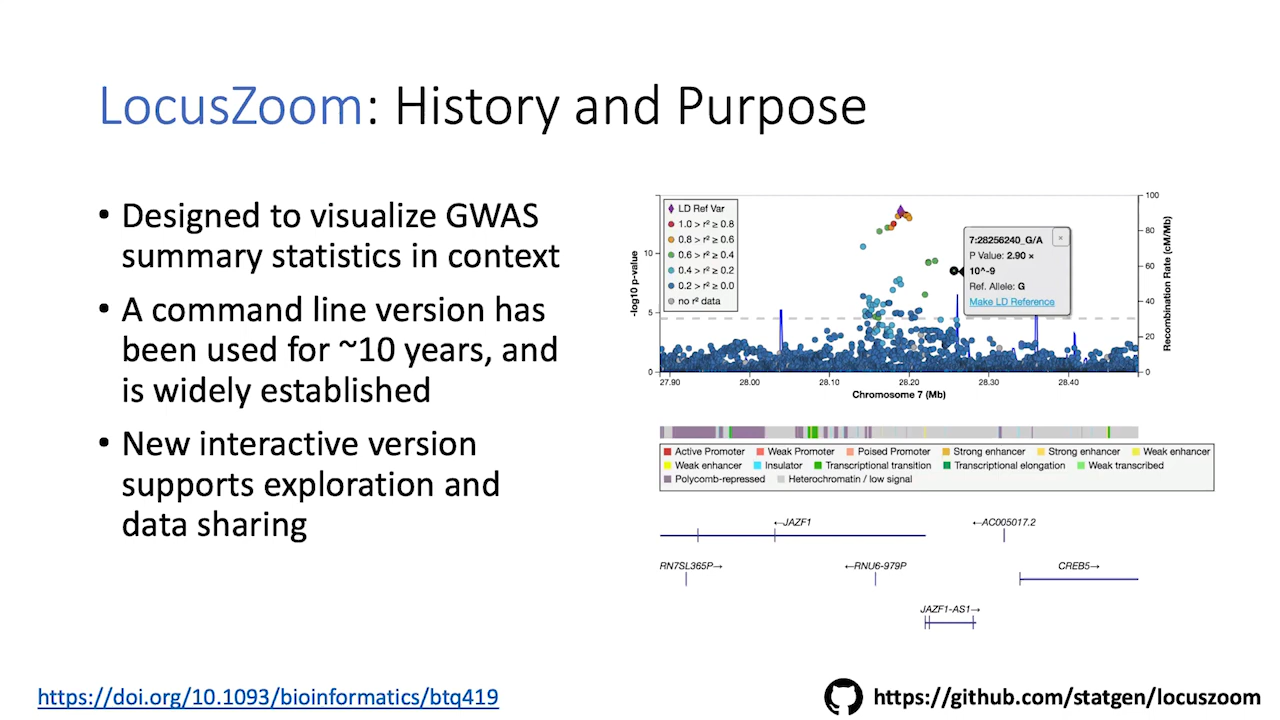 LocusZoom: History and Purpose
• Designed to visualize GWAS
summary statistics in context
• A command line version has
been used for ~10 years, and
is widely established
• New interactive version
supports exploration and
data sharing
LD Ref Var
1.0 > r² ≥ 0.8
0.8 > r² ≥ 0.6
0.6 > r² ≥ 0.4
0.4 > r² ≥ 0.2
0.2 > r² ≥ 0.0
no r² data
-log10 p-value
10
5
0
7:28256240_G/A
×
P Value: 2.90 ×
10^-9
Ref. Allele: G
Make LD Reference
100
80
60
40
20
0
Recombination Rate (cM/Mb)
27.90 28.00 28.10 28.20 28.30 28.40
Chromosome 7 (Mb)
Active Promoter Weak Promoter Poised Promoter Strong enhancer Strong enhancer Weak enhancer
Weak enhancer Insulator Transcriptional transition Transcriptional elongation Weak transcribed
Polycomb-repressed Heterochromatin / low signal
←JAZF1 ←AC005017.2
RN7SL365P→ ←RNU6-979P CREB5→
JAZF1-AS1→
https://doi.org/10.1093/bioinformatics/btq419
https://github.com/statgen/locuszoom